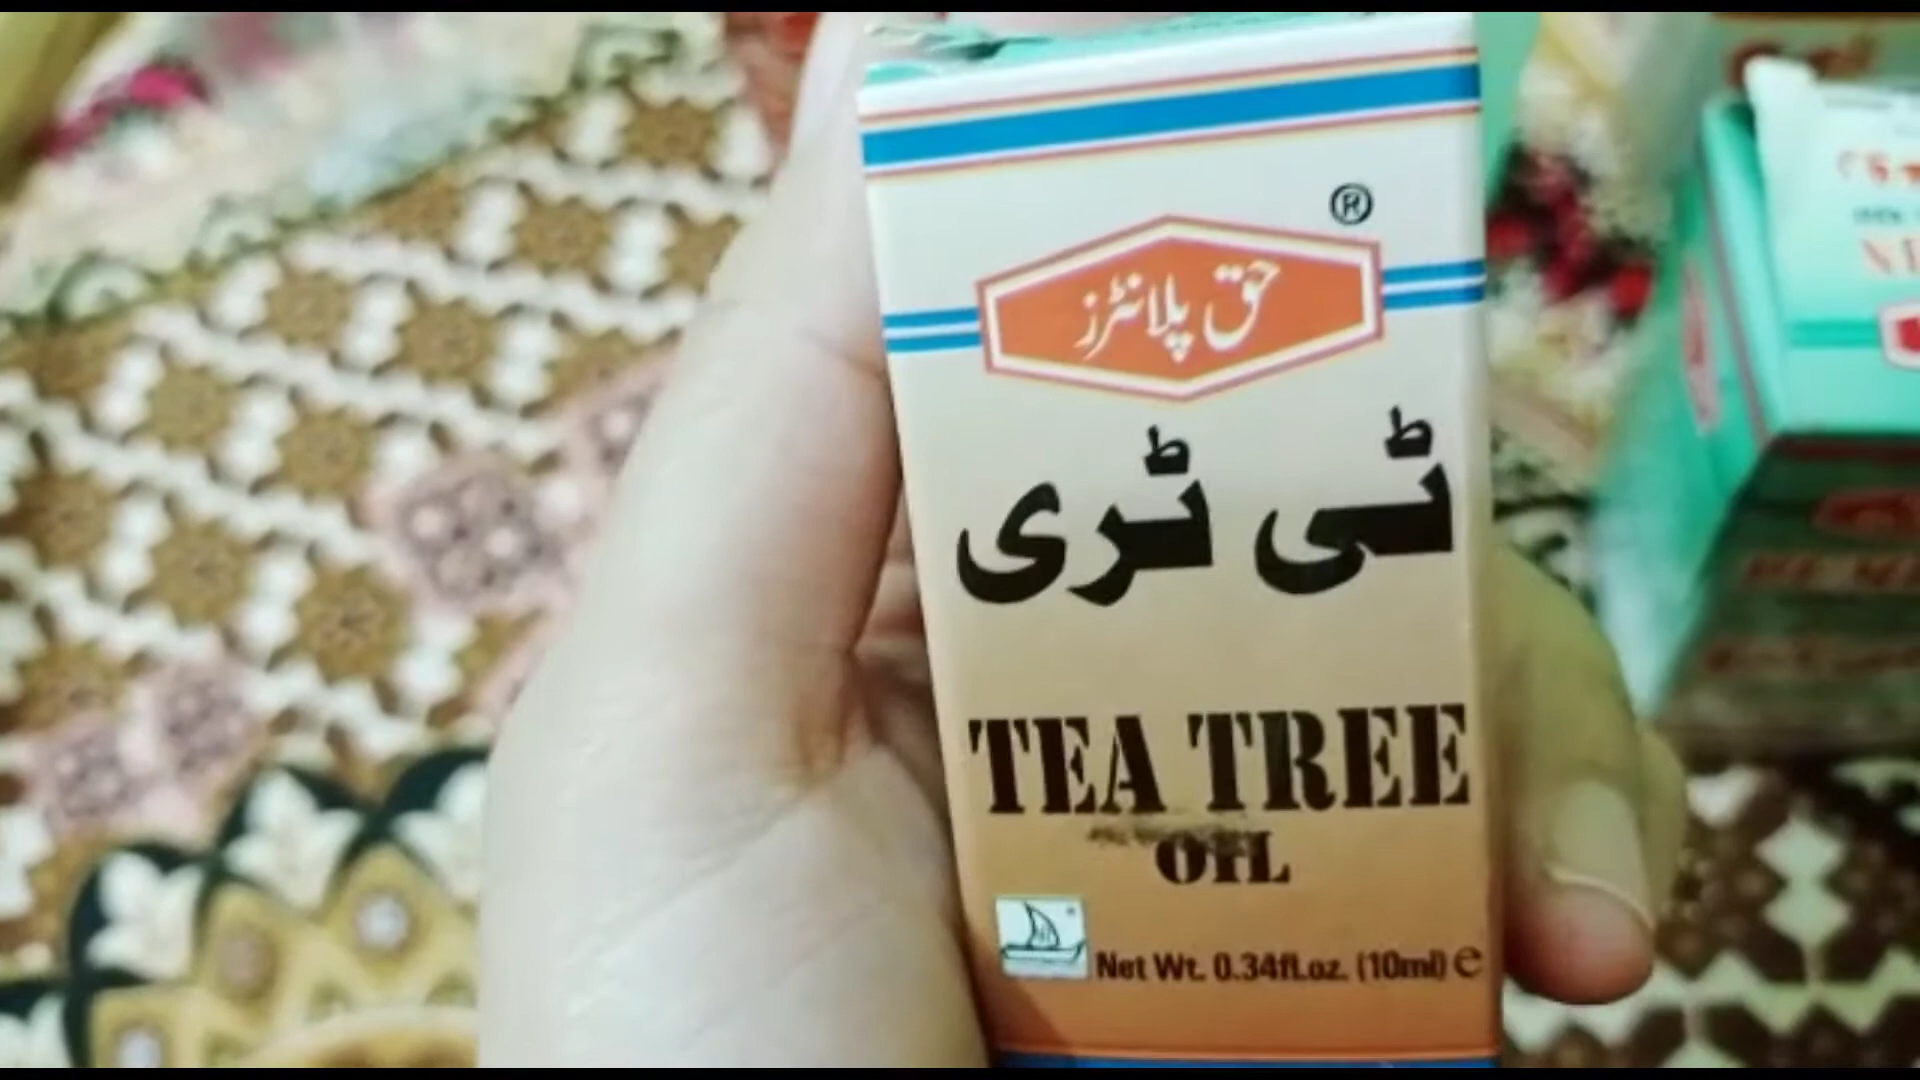 ®
حق پلانٹرز
ٹی ٹری
TEA TREE
OIL
Net Wt. 0.34fl.oz. (10ml) e